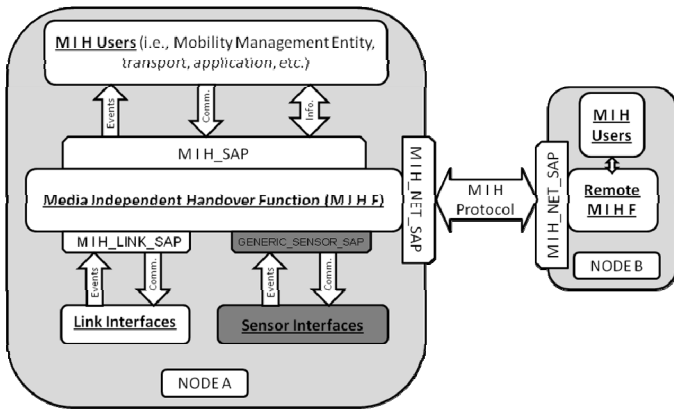 M I H Users (i.e., Mobility Management Entity,
transport, application, etc.)
Events
Comm.
Info.
M I H_SAP
Media Independent Handover Function (M I H F)
M I H_NET_SAP
M I H_LINK_SAP
GENERIC_SENSOR_SAP
Events
Comm.
Events
Comm.
Link Interfaces
Sensor Interfaces
NODE A
M I H
Protocol
M I H_NET_SAP
M I H
Users
Remote
M I H F
NODE B